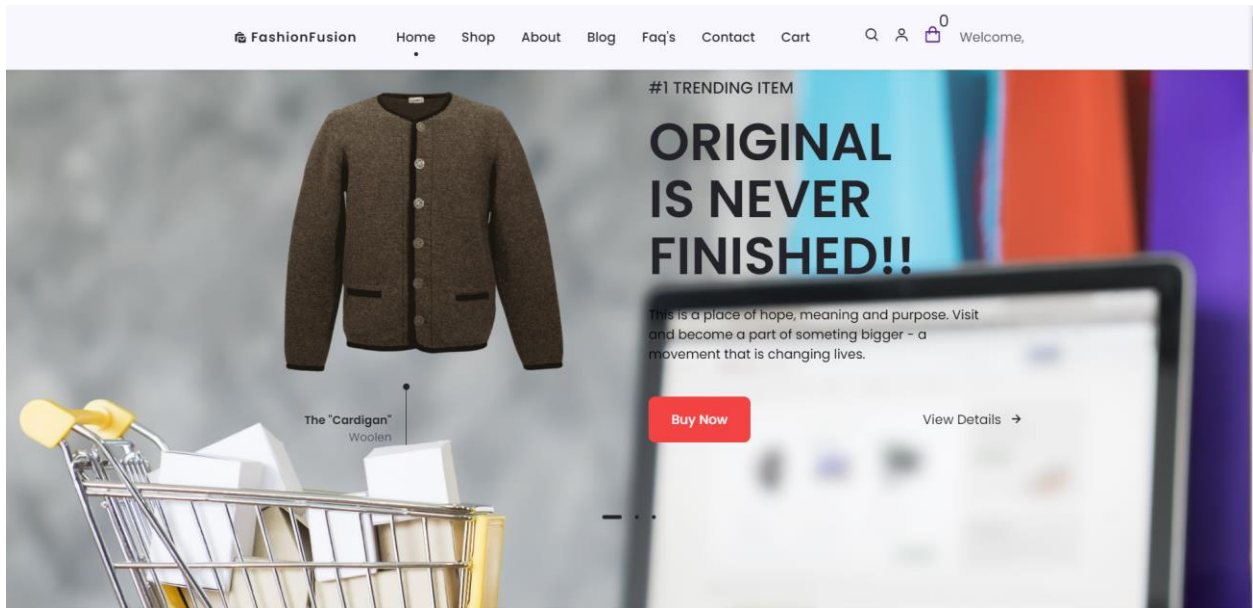 FashionFusion Home Shop About Blog Faq's Contact Cart 0 Welcome,
#1 TRENDING ITEM
ORIGINAL
IS NEVER
FINISHED!!
This is a place of hope, meaning and purpose. Visit
and become a part of someting bigger - a
movement that is changing lives.
Buy Now View Details →
The "Cardigan"
Woolen